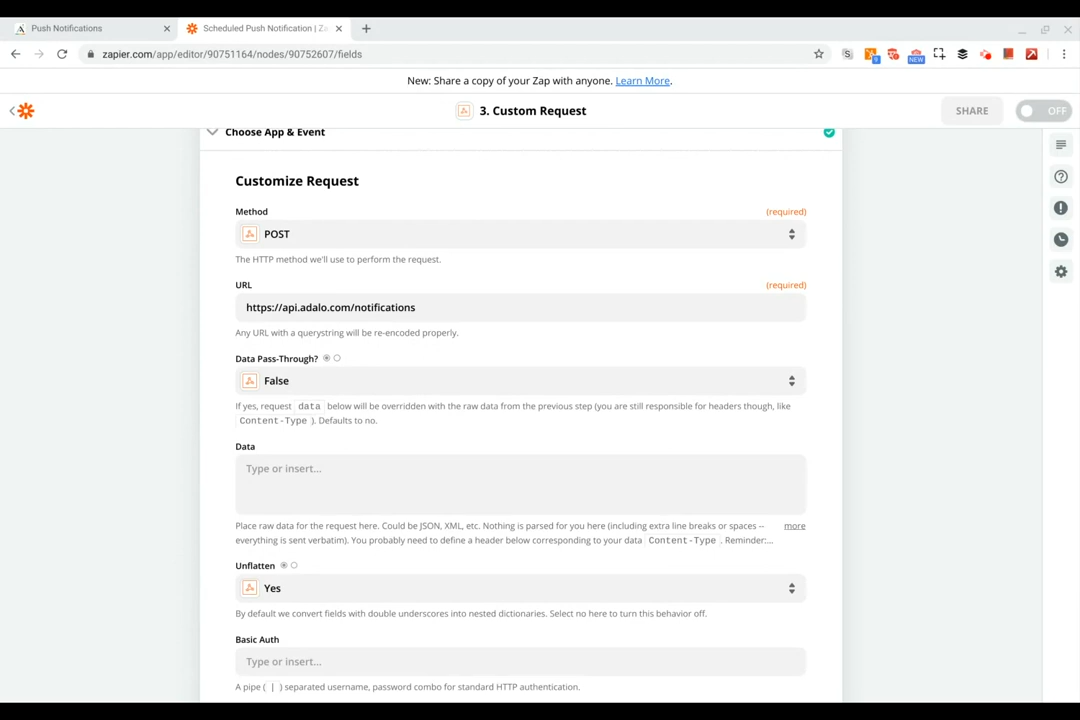 Push Notifications
Scheduled Push Notification | Za
zapier.com/app/editor/90751164/nodes/90752607/fields
9
NEW
New: Share a copy of your Zap with anyone. Learn More.
3. Custom Request
SHARE
OFF
Choose App & Event
Customize Request
Method
(required)
POST
The HTTP method we'll use to perform the request.
URL
(required)
https://api.adalo.com/notifications
Any URL with a querystring will be re-encoded properly.
Data Pass-Through?
False
If yes, request data below will be overridden with the raw data from the previous step (you are still responsible for headers though, like
Content-Type ). Defaults to no.
Data
Type or insert...
Place raw data for the request here. Could be JSON, XML, etc. Nothing is parsed for you here (including extra line breaks or spaces -- more
everything is sent verbatim). You probably need to define a header below corresponding to your data Content-Type . Reminder:...
Unflatten
Yes
By default we convert fields with double underscores into nested dictionaries. Select no here to turn this behavior off.
Basic Auth
Type or insert...
A pipe ( | ) separated username, password combo for standard HTTP authentication.